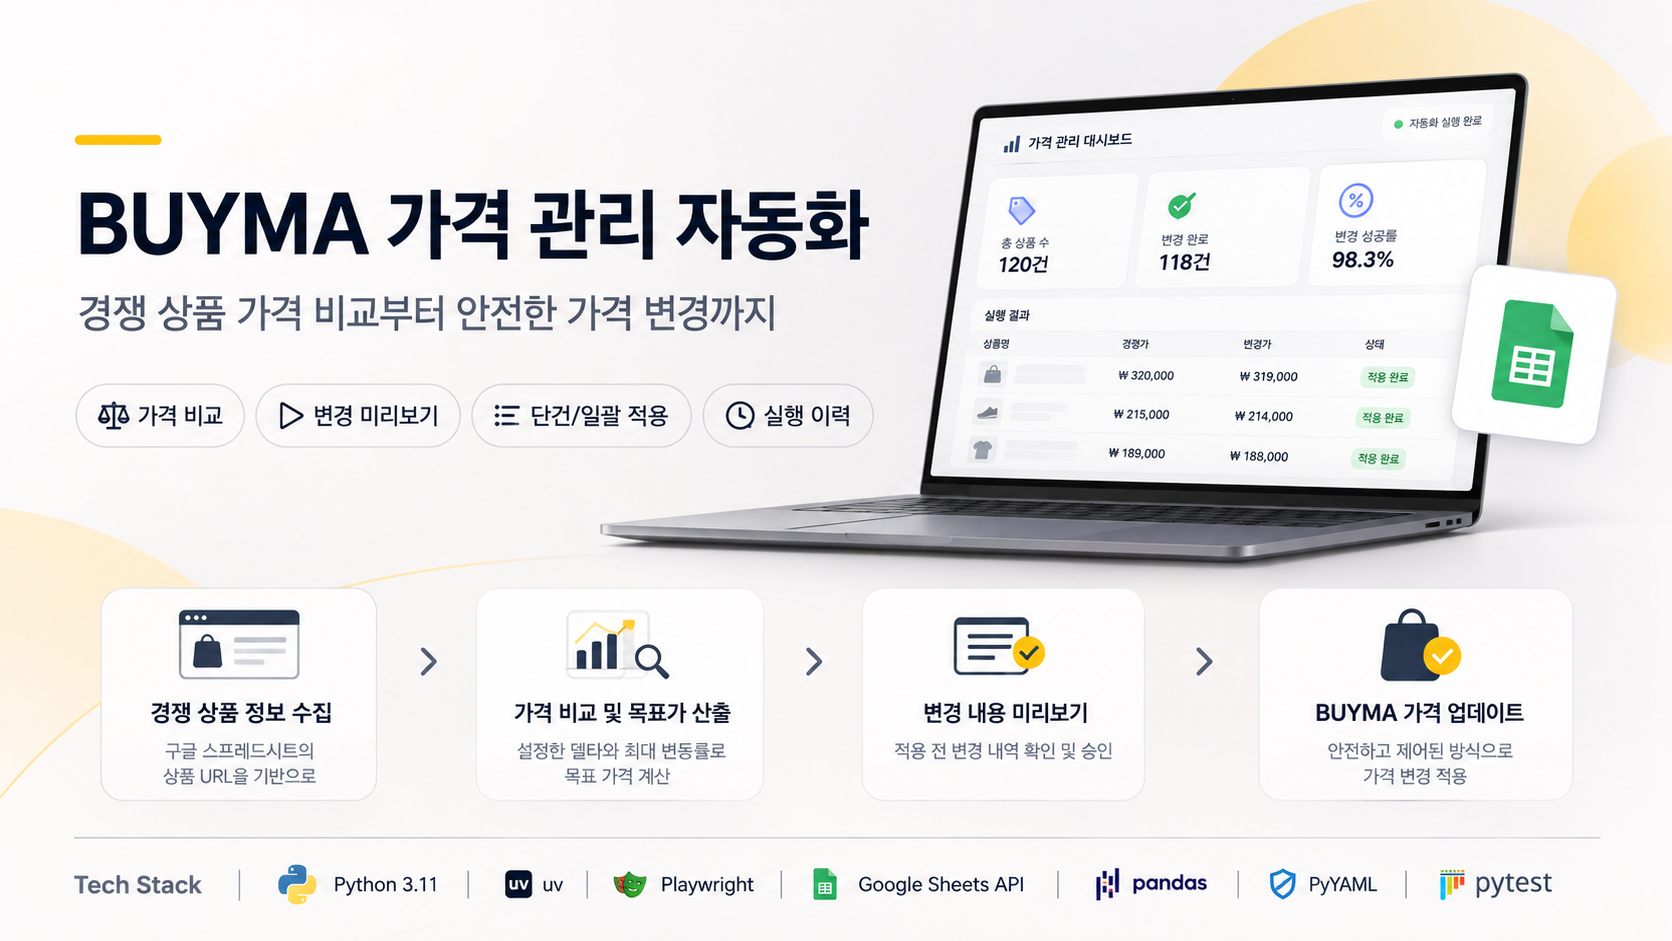 BUYMA 가격 관리 자동화
경쟁 상품 가격 비교부터 안전한 가격 변경까지
가격 비교
변경 미리보기
단건/일괄 적용
실행 이력
가격 관리 대시보드
자동화 실행 완료
총 상품 수
120건
변경 완료
118건
변경 성공률
98.3%
실행 결과
상품명
변경가
상태
₩ 320,000
₩ 319,000
적용 완료
₩ 215,000
₩ 214,000
적용 완료
₩ 189,000
₩ 188,000
적용 완료
경쟁 상품 정보 수집
구글 스프레드시트의
상품 URL을 기반으로
가격 비교 및 목표가 산출
설정한 델타와 최대 변동률로
목표 가격 계산
변경 내용 미리보기
적용 전 변경 내역 확인 및 승인
BUYMA 가격 업데이트
안전하고 제어된 방식으로
가격 변경 적용
Tech Stack
Python 3.11
uv
uv
Playwright
Google Sheets API
pandas
PyYAML
pytest